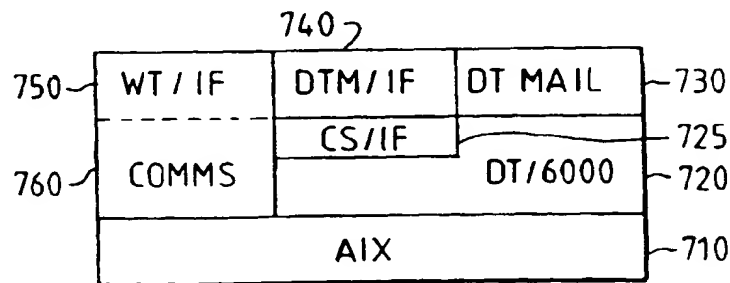 740
750 WT / IF DTM/IF DT MAIL 730
CS/IF 725
760 COMMS DT/6000 720
AIX 710